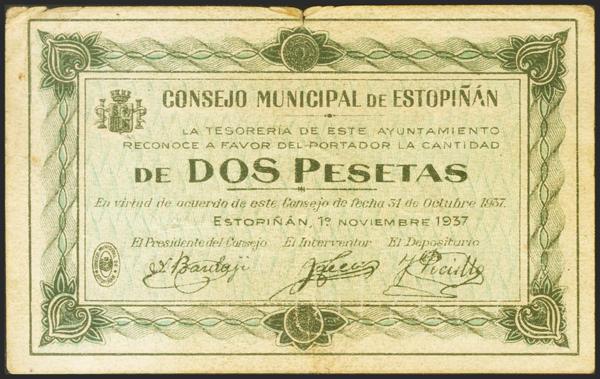 CONSEJO MUNICIPAL DE ESTOPIÑÁN
LA TESORERÍA DE ESTE AYUNTAMIENTO
RECONOCE A FAVOR DEL PORTADOR LA CANTIDAD
DE DOS PESETAS
En virtud de acuerdo de este Consejo de fecha 31 de Octubre 1937.
ESTOPIÑÁN, 1º NOVIEMBRE 1937
El Presidente del Consejo El Interventor El Depositario
J. Bardají